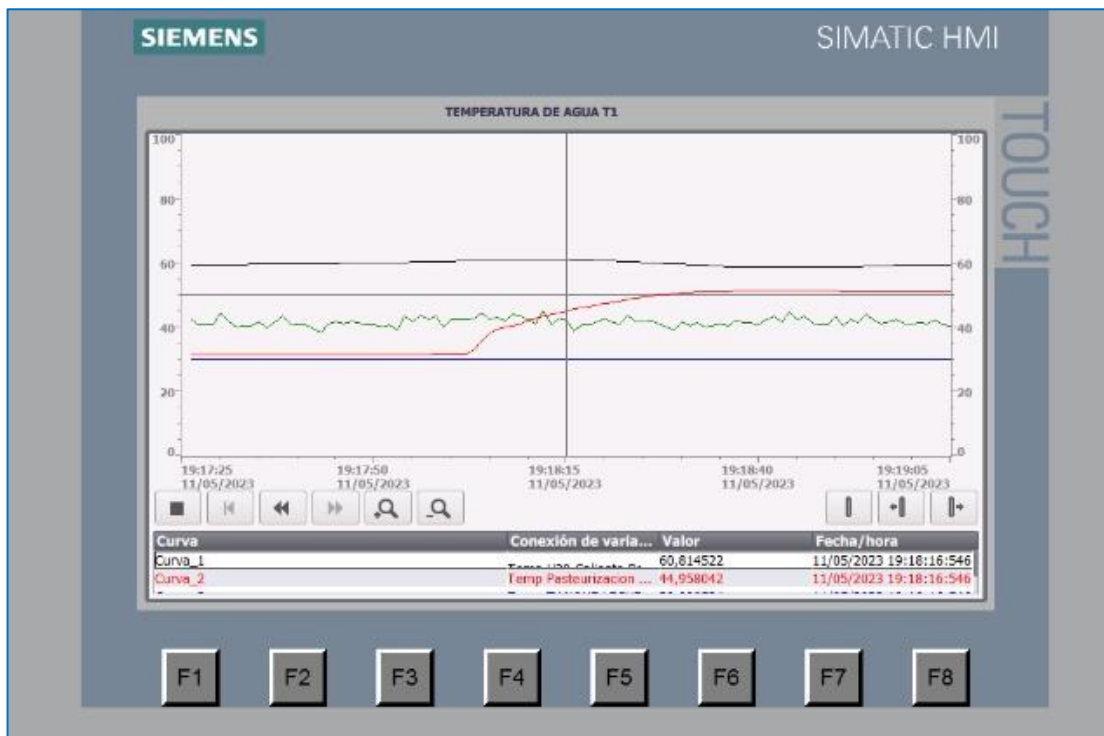 SIEMENS
SIMATIC HMI
TOUCH
TEMPERATURA DE AGUA T1
100 100
80 80
60 60
40 40
20 20
0 0
19:17:25 19:17:50 19:18:15 19:18:40 19:19:05
11/05/2023 11/05/2023 11/05/2023 11/05/2023 11/05/2023
Curva Conexión de varia... Valor Fecha/hora
Curva_1 60,814522 11/05/2023 19:18:16:546
Curva_2 Temp Pasteurizacion ... 44,958042 11/05/2023 19:18:16:546
F1 F2 F3 F4 F5 F6 F7 F8